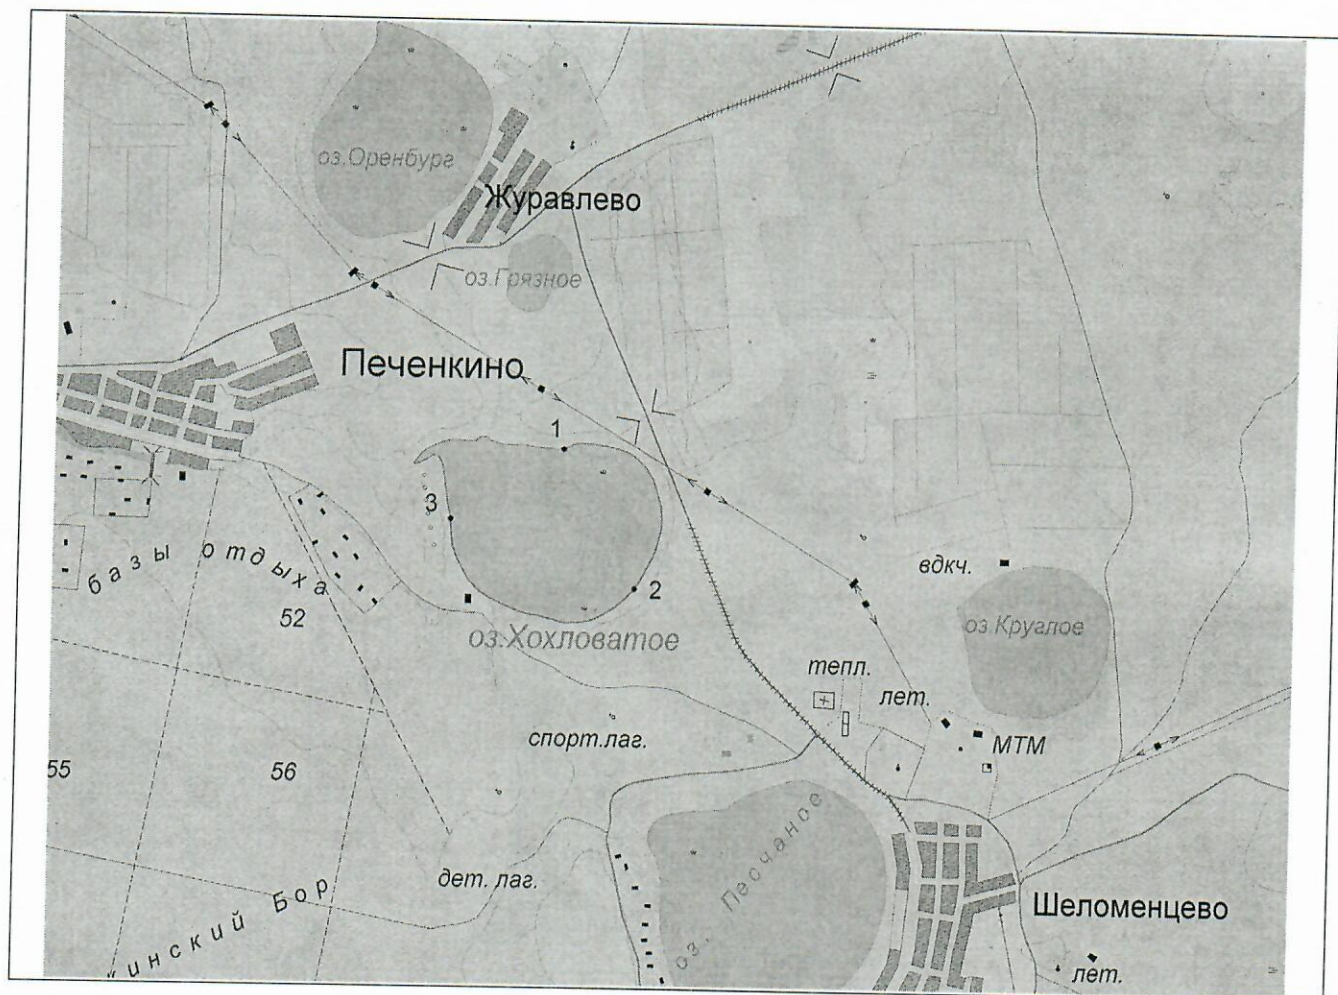 оз.Оренбург
Журавлево
оз.Грязное
Печенкино
1
3
2
базы отдыха
52
оз.Хохловатое
вдкч.
оз.Круглое
тепл.
лет.
спорт.лаг.
МТМ
55
56
оз. Песчаное
дет. лаг.
инский Бор
Шеломенцево
лет.